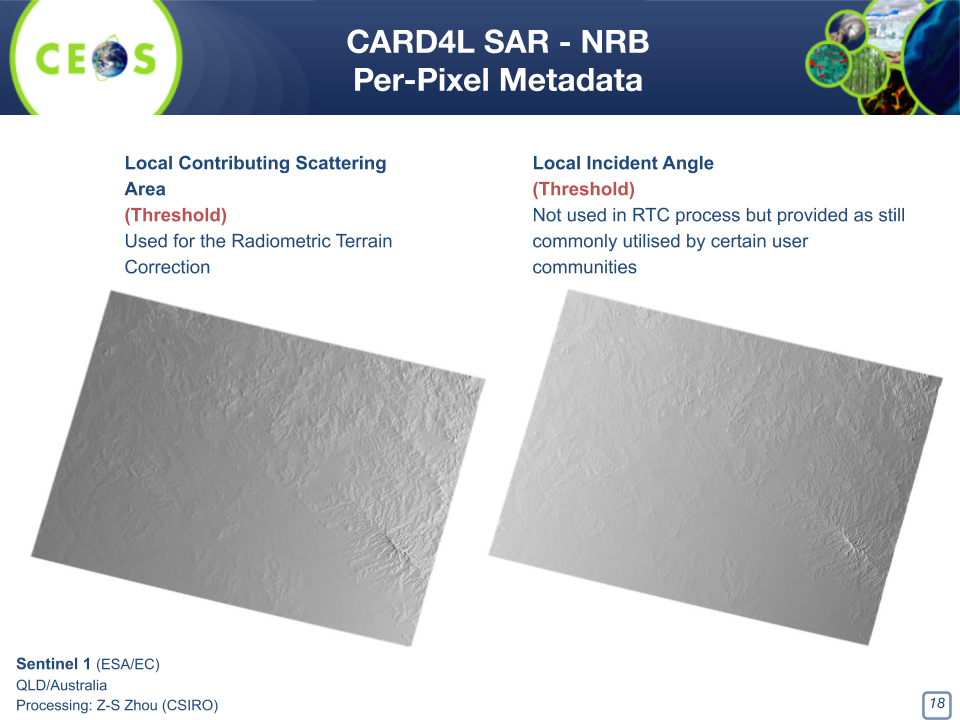 CEOS
CARD4L SAR - NRB
Per-Pixel Metadata
Local Contributing Scattering
Area
(Threshold)
Used for the Radiometric Terrain
Correction
Local Incident Angle
(Threshold)
Not used in RTC process but provided as still
commonly utilised by certain user
communities
Sentinel 1 (ESA/EC)
QLD/Australia
Processing: Z-S Zhou (CSIRO)
18